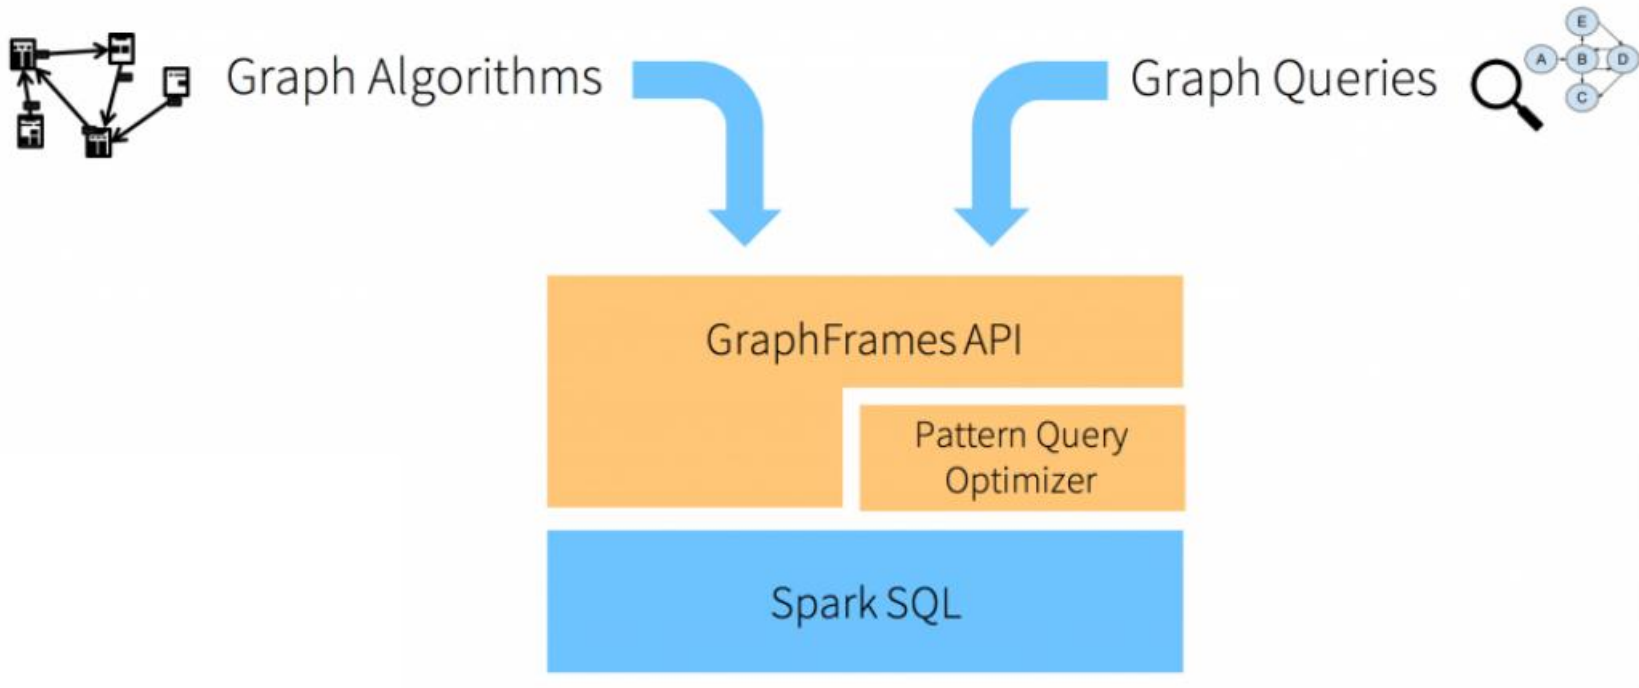 Graph Algorithms
Graph Queries
E
A
B
D
C
GraphFrames API
Pattern Query
Optimizer
Spark SQL